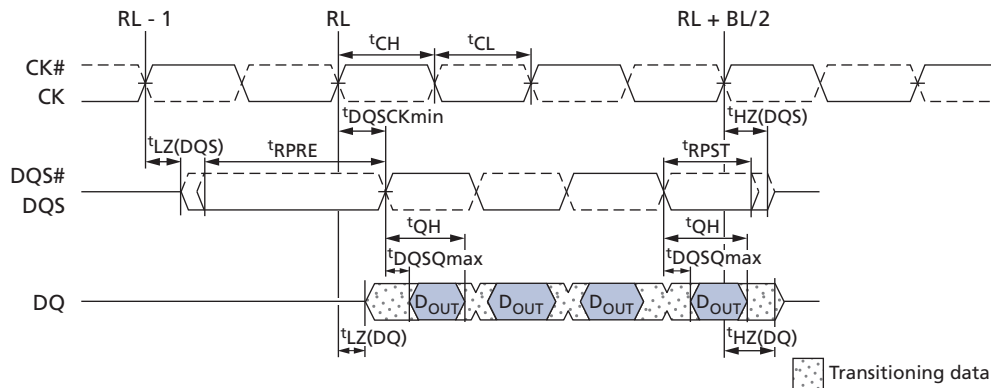 RL - 1 RL RL + BL/2
tCH tCL
CK#
CK
tDQSCKmin tHZ(DQS)
tLZ(DQS) tRPRE tRPST
DQS#
DQS
tQH tQH
tDQSQmax tDQSQmax
DQ DOUT DOUT DOUT DOUT
tLZ(DQ) tHZ(DQ)
Transitioning data